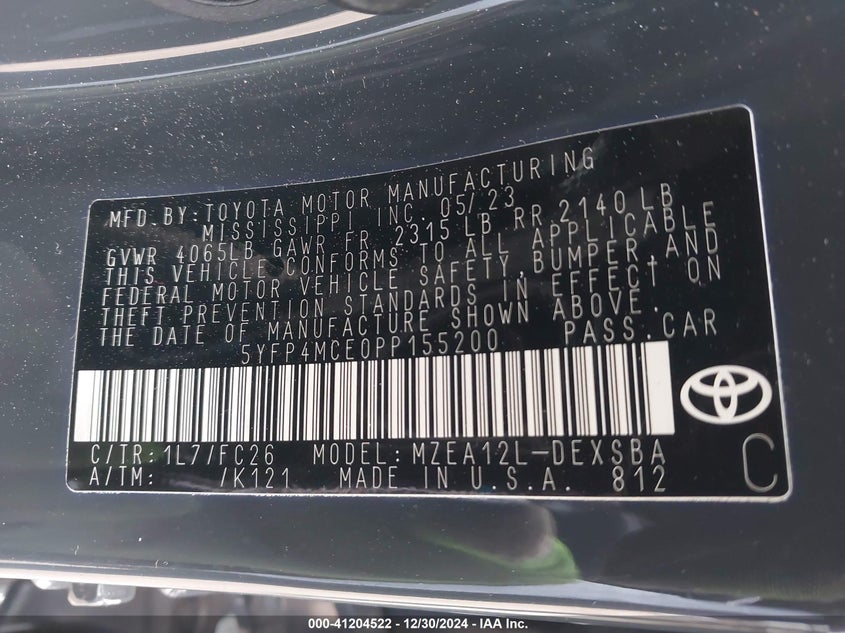 MFD.BY:TOYOTA MOTOR MANUFACTURING
MISSISSIPPI INC. 05/23
GVWR 4065LB GAWR FR 2315 LB RR 2140 LB
THIS VEHICLE CONFORMS TO ALL APPLICABLE
FEDERAL MOTOR VEHICLE SAFETY,BUMPER,AND
THEFT PREVENTION STANDARDS IN EFFECT ON
THE DATE OF MANUFACTURE SHOWN ABOVE.
5YFP4MCE0PP155200 PASS.CAR
C/TR:1L7/FC26 MODEL:MZEA12L-DEXSBA
A/TM: /K121 MADE IN U.S.A. 812 C
000-41204522 - 12/30/2024 - IAA Inc.